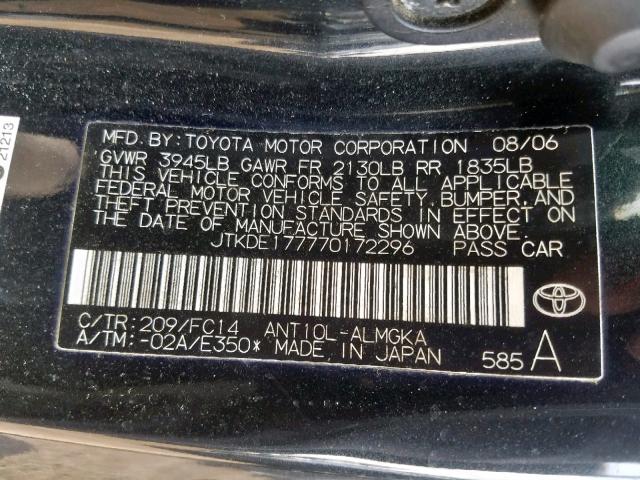 MFD. BY: TOYOTA MOTOR CORPORATION 08/06
GVWR 3945LB GAWR FR 2130LB RR 1835LB
THIS VEHICLE CONFORMS TO ALL APPLICABLE
FEDERAL MOTOR VEHICLE SAFETY, BUMPER, AND
THEFT PREVENTION STANDARDS IN EFFECT ON
THE DATE OF MANUFACTURE SHOWN ABOVE.
JTKDE177770172296 PASS CAR
C/TR: 209/FC14 ANT10L-ALMGKA
A/TM: -02A/E350* MADE IN JAPAN
585 A
21213